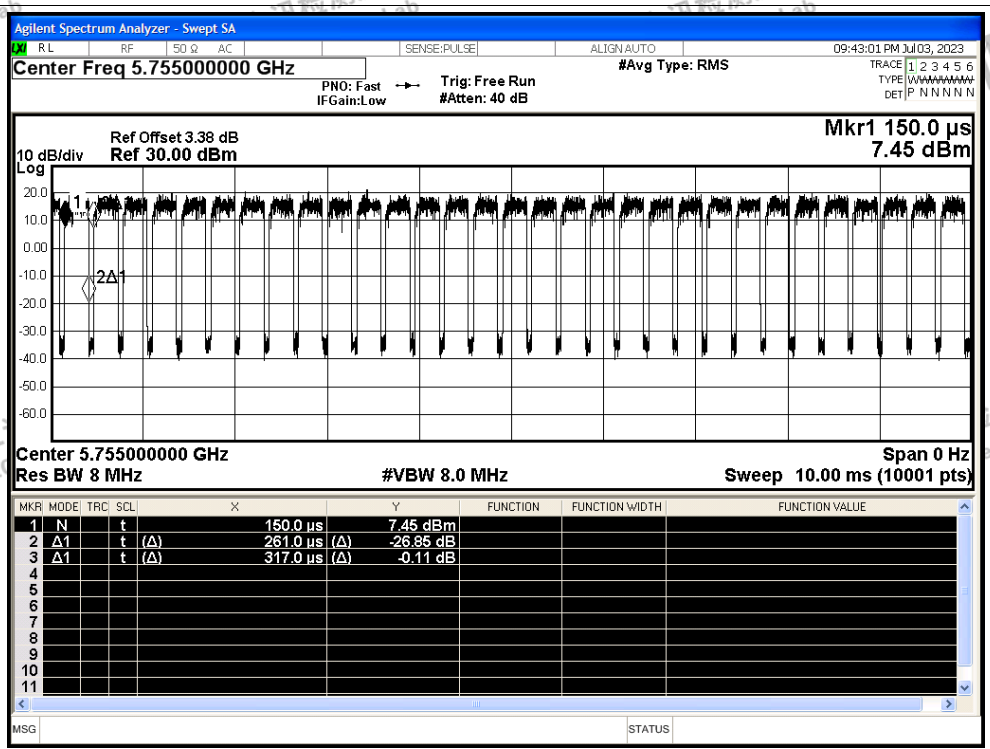 Agilent Spectrum Analyzer - Swept SA
LXI RL RF 50 Ω AC SENSE:PULSE ALIGNAUTO 09:43:01 PM Jul 03, 2023
Center Freq 5.755000000 GHz #Avg Type: RMS TRACE 1 2 3 4 5 6
PNO: Fast Trig: Free Run TYPE WWWWWW
IFGain:Low #Atten: 40 dB DET P N N N N N
Mkr1 150.0 µs
Ref Offset 3.38 dB
10 dB/div Ref 30.00 dBm 7.45 dBm
Log
20.0
1
10.0
0.00
-10.0
2Δ1
-20.0
-30.0
-40.0
-50.0
-60.0
Center 5.755000000 GHz Span 0 Hz
Res BW 8 MHz #VBW 8.0 MHz Sweep 10.00 ms (10001 pts)
MKR MODE TRC SCL X Y FUNCTION FUNCTION WIDTH FUNCTION VALUE
1 N t 150.0 µs 7.45 dBm
2 Δ1 t (Δ) 261.0 µs (Δ) -26.85 dB
3 Δ1 t (Δ) 317.0 µs (Δ) -0.11 dB
4
5
6
7
8
9
10
11
MSG STATUS